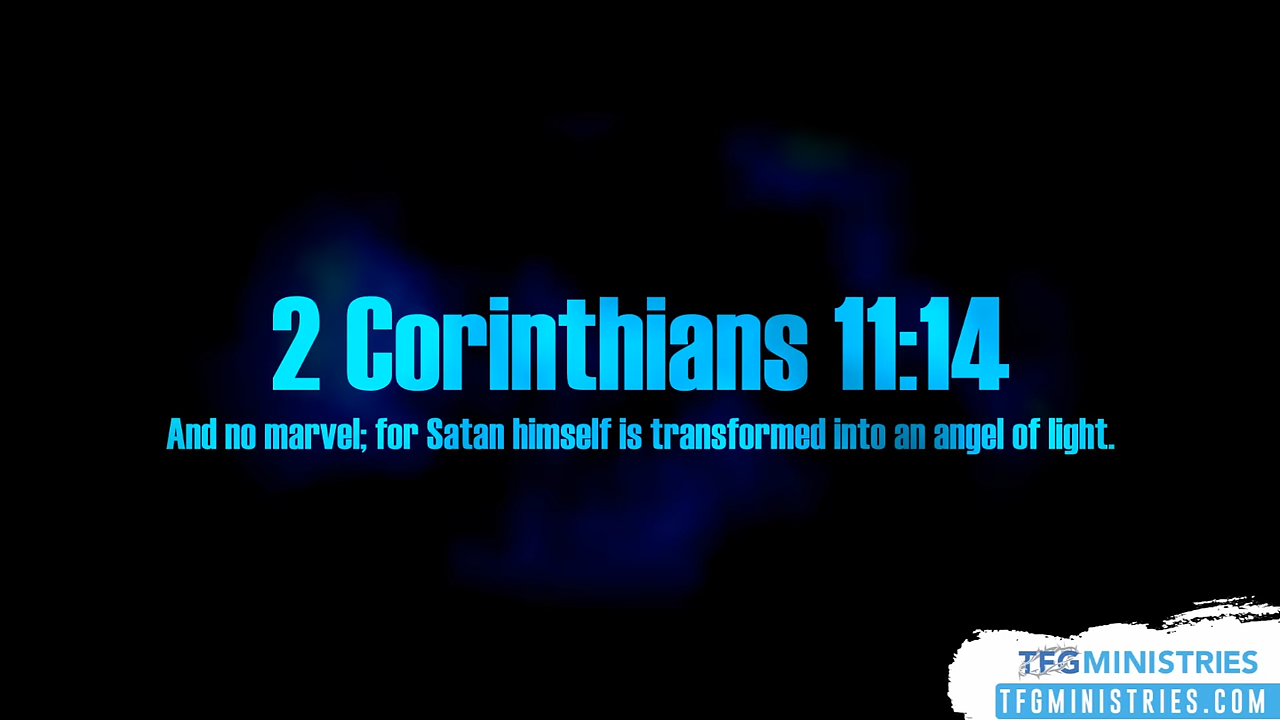 2 Corinthians 11:14
And no marvel; for Satan himself is transformed into an angel of light.
TFGMINISTRIES
TFGMINISTRIES.COM